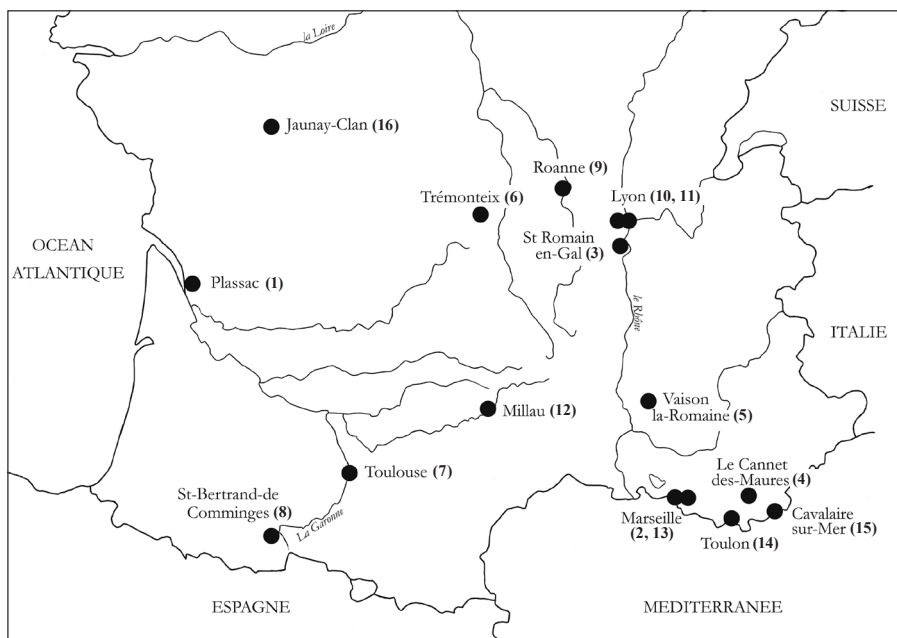 la Loire
SUISSE
Jaunay-Clan (16)
Roanne (9)
Trémonteix (6)
Lyon (10, 11)
St Romain
en-Gal (3)
OCEAN
ATLANTIQUE
Plassac (1)
le Rhône
ITALIE
Millau (12)
Vaison
la-Romaine (5)
Toulouse (7)
Le Cannet
des-Maures (4)
St-Bertrand-de
Comminges (8)
La Garonne
Marseille
(2, 13)
Cavalaire
sur-Mer (15)
Toulon (14)
ESPAGNE
MEDITERRANEE